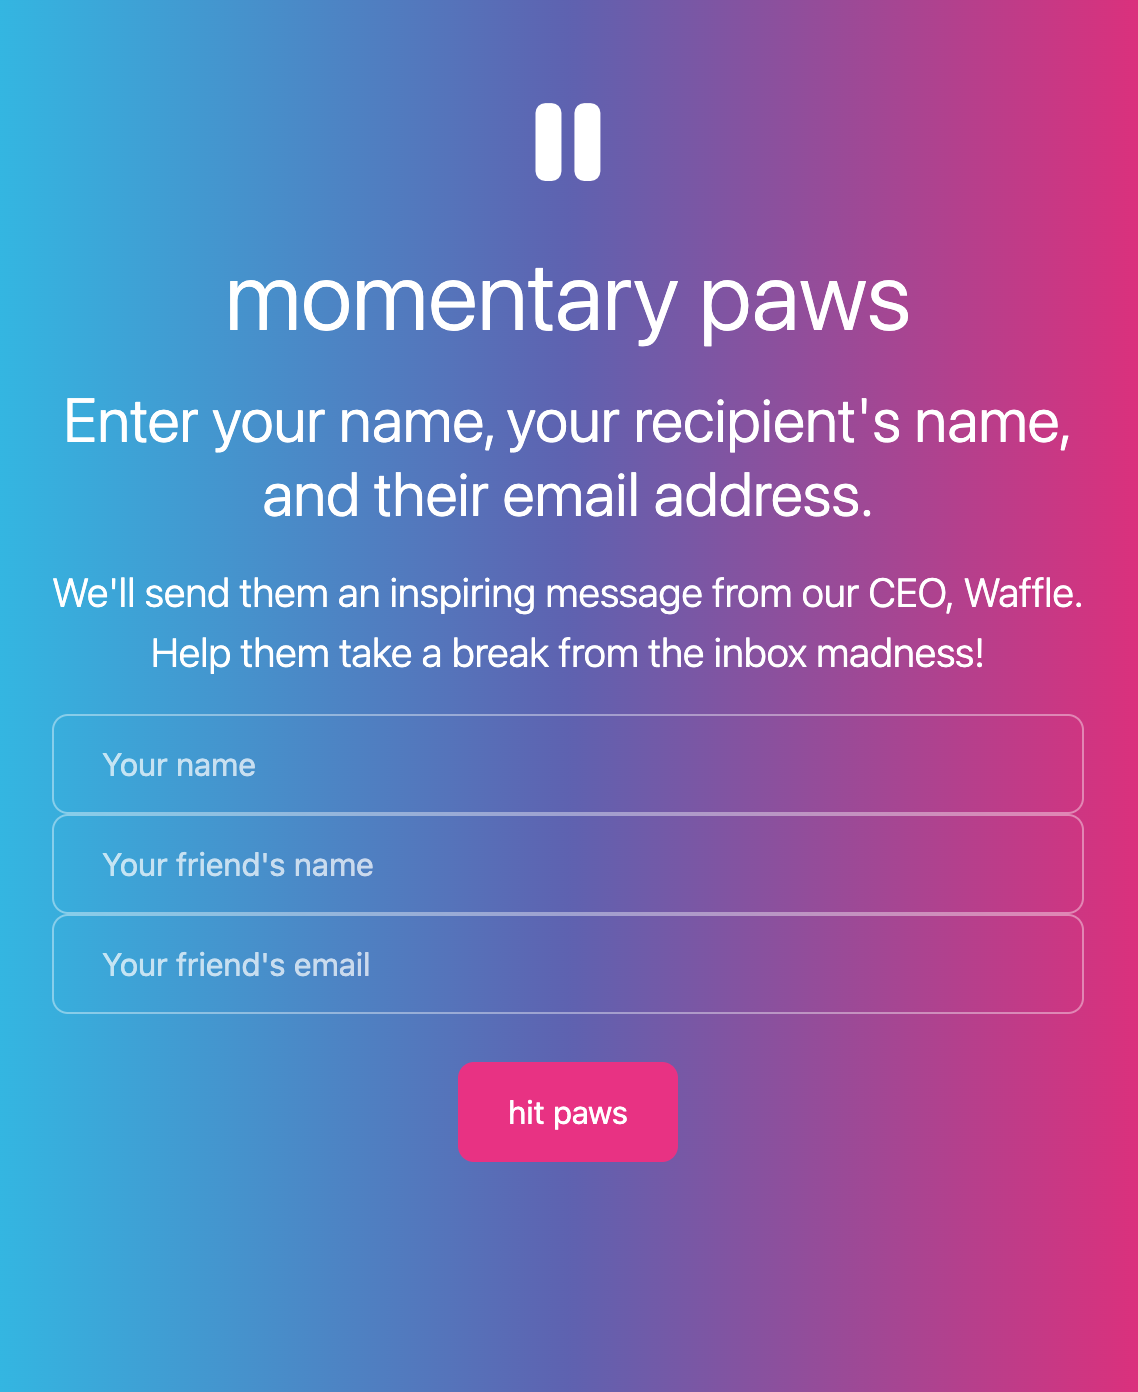 momentary paws
Enter your name, your recipient's name,
and their email address.
We'll send them an inspiring message from our CEO, Waffle.
Help them take a break from the inbox madness!
Your name
Your friend's name
Your friend's email
hit paws